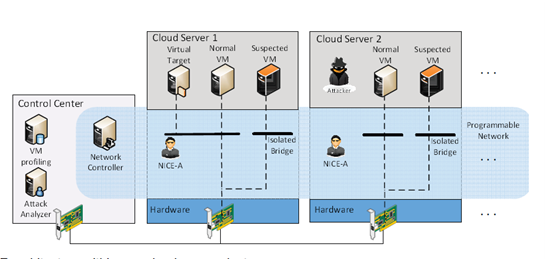 Cloud Server 1
Virtual
Target
Normal
VM
Suspected
VM
Cloud Server 2
Attacker
Normal
VM
Suspected
VM
...
Control Center
VM
profiling
Attack
Analyzer
Network
Controller
NICE-A
Isolated
Bridge
NICE-A
Isolated
Bridge
Programmable
Network
...
Hardware
Hardware
...